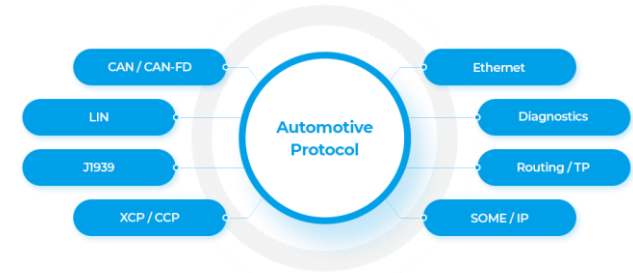 CAN / CAN-FD
LIN
J1939
XCP / CCP
Automotive
Protocol
Ethernet
Diagnostics
Routing / TP
SOME / IP